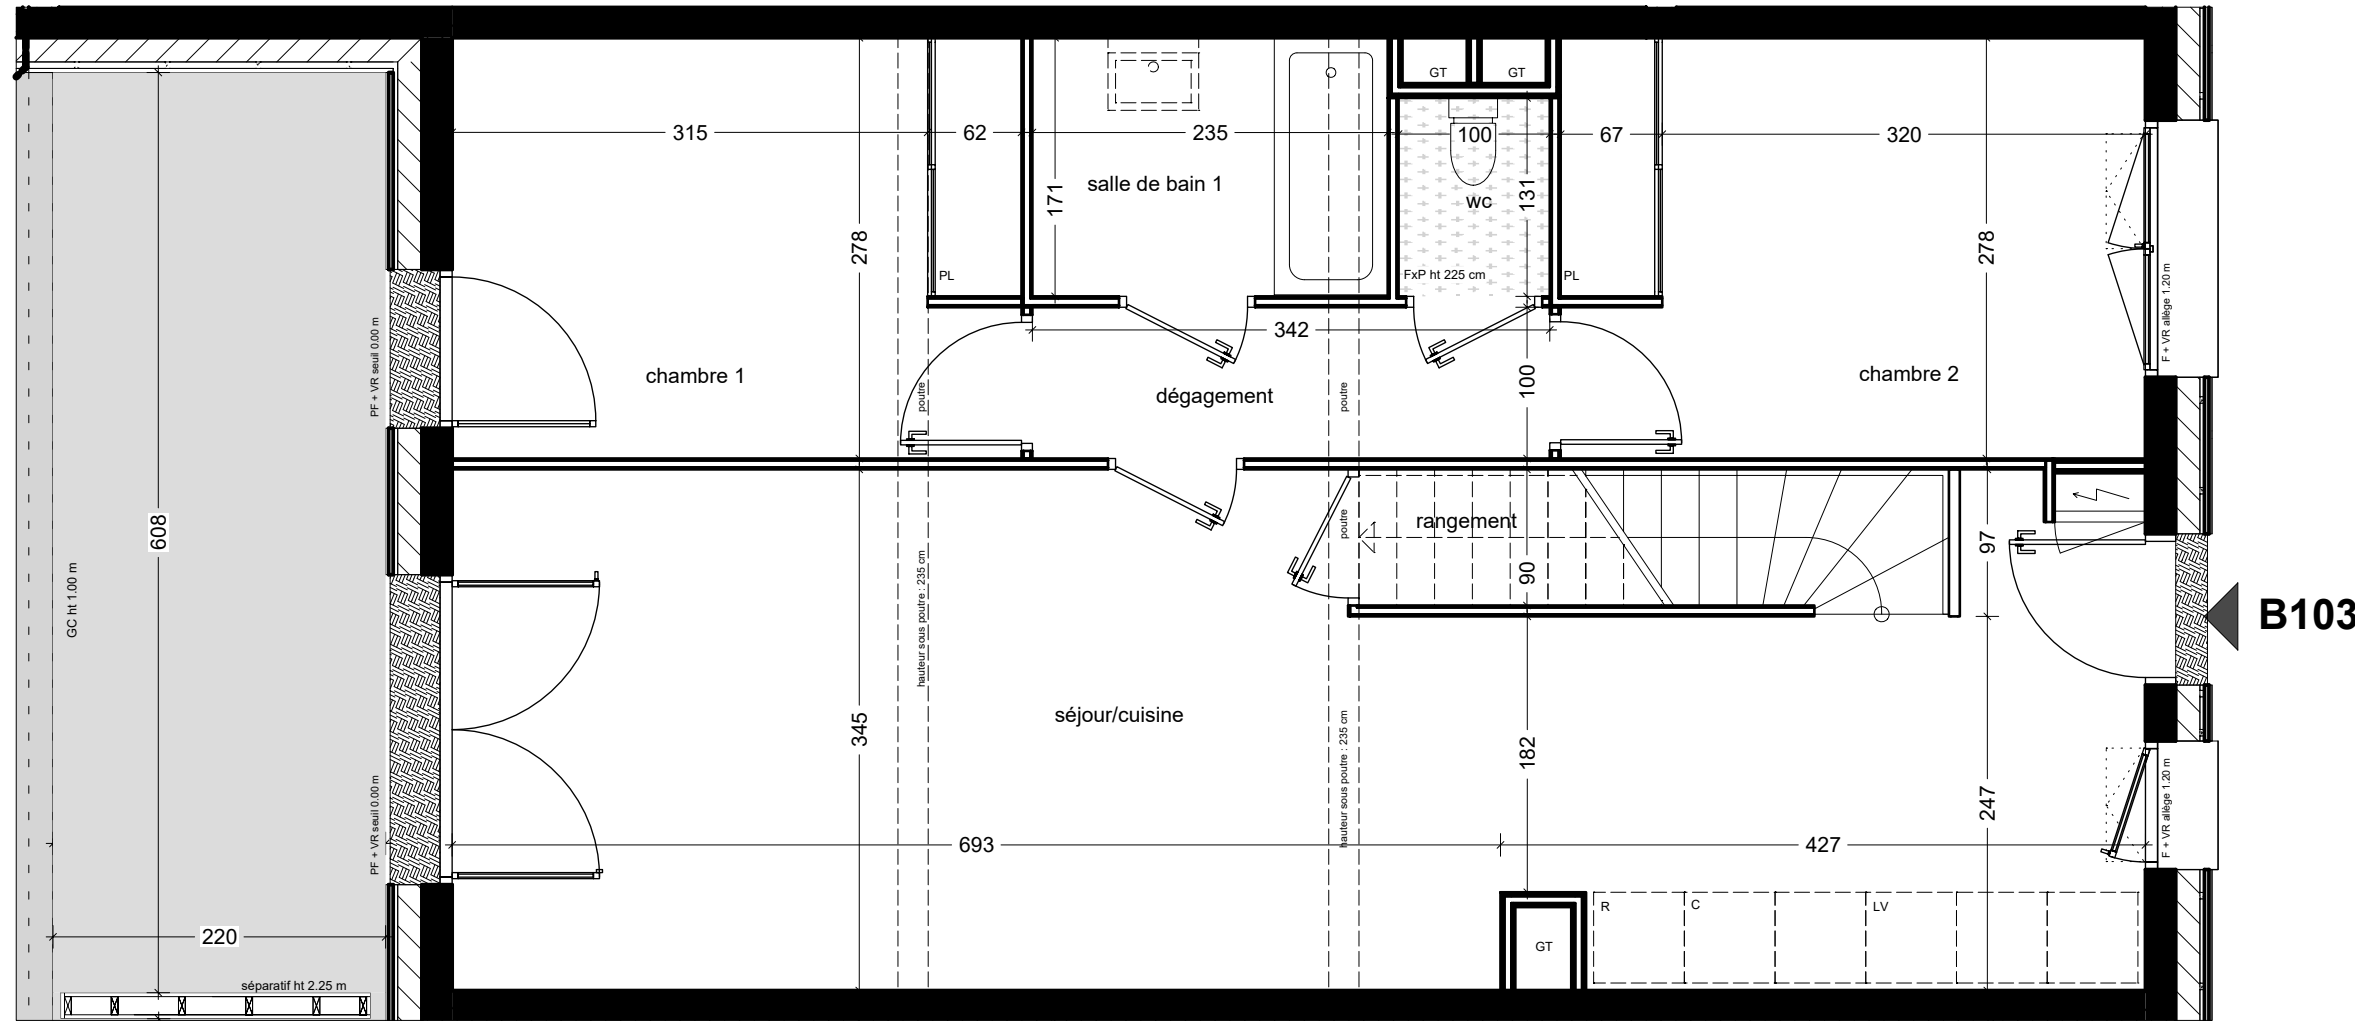 GT
GT
315
62
235
100
67
320
salle de bain 1
171
wc
131
278
278
PL
FxP ht 225 cm
PL
342
F + VR allège 1.20 m
PF + VR seuil 0.00 m
chambre 1
dégagement
100
chambre 2
poutre
poutre
608
rangement
poutre
97
90
GC ht 1.00 m
hauteur sous poutre : 235 cm
B103
séjour/cuisine
345
182
hauteur sous poutre : 235 cm
247
PF + VR seuil 0.00 m
F + VR allège 1.20 m
693
427
R
C
LV
220
GT
séparatif ht 2.25 m